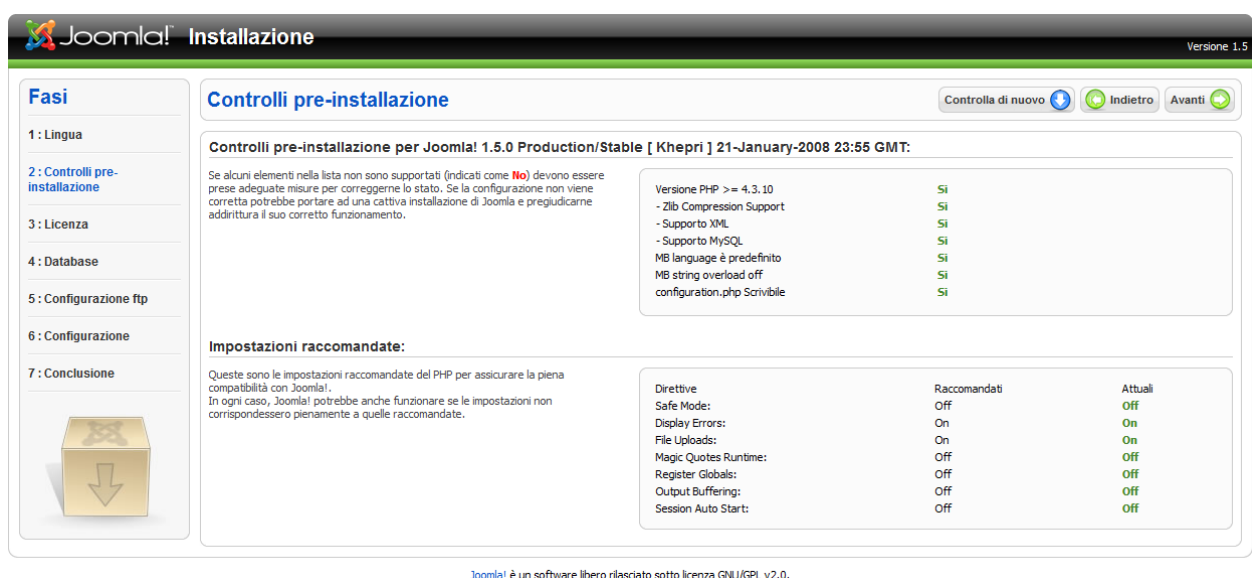 Joomla!™ Installazione
Versione 1.5
Fasi
1 : Lingua
2 : Controlli pre-
installazione
3 : Licenza
4 : Database
5 : Configurazione ftp
6 : Configurazione
7 : Conclusione
Controlli pre-installazione
Controlla di nuovo
Indietro
Avanti
Controlli pre-installazione per Joomla! 1.5.0 Production/Stable [ Khepri ] 21-January-2008 23:55 GMT:
Se alcuni elementi nella lista non sono supportati (indicati come No) devono essere
prese adeguate misure per correggerne lo stato. Se la configurazione non viene
corretta potrebbe portare ad una cattiva installazione di Joomla e pregiudicarne
addirittura il suo corretto funzionamento.
Versione PHP >= 4.3.10 Si
- Zlib Compression Support Si
- Supporto XML Si
- Supporto MySQL Si
MB language è predefinito Si
MB string overload off Si
configuration.php Scrivibile Si
Impostazioni raccomandate:
Queste sono le impostazioni raccomandate del PHP per assicurare la piena
compatibilità con Joomla!.
In ogni caso, Joomla! potrebbe anche funzionare se le impostazioni non
corrispondessero pienamente a quelle raccomandate.
Direttive Raccomandati Attuali
Safe Mode: Off Off
Display Errors: On On
File Uploads: On On
Magic Quotes Runtime: Off Off
Register Globals: Off Off
Output Buffering: Off Off
Session Auto Start: Off Off
Joomla! è un software libero rilasciato sotto licenza GNU/GPL v2.0.